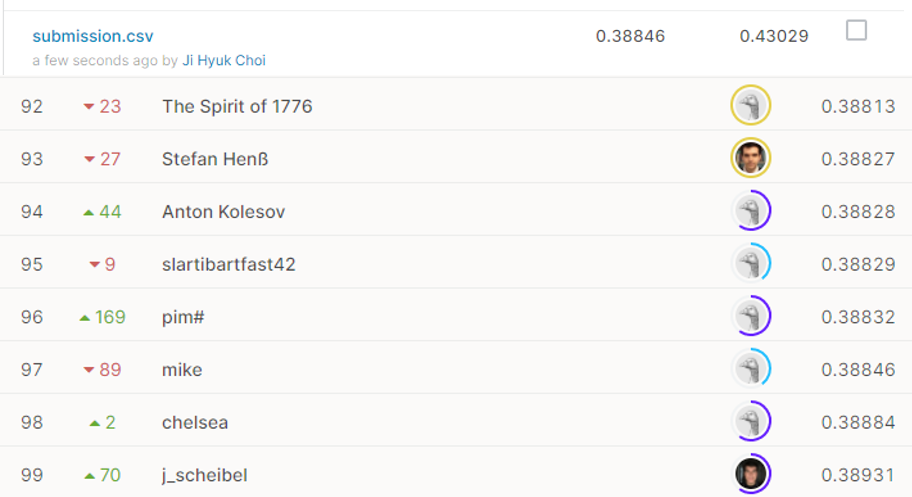 submission.csv 0.38846 0.43029
a few seconds ago by Ji Hyuk Choi
92 23 The Spirit of 1776 0.38813
93 27 Stefan Henß 0.38827
94 44 Anton Kolesov 0.38828
95 9 slartibartfast42 0.38829
96 169 pim# 0.38832
97 89 mike 0.38846
98 2 chelsea 0.38884
99 70 j_scheibel 0.38931